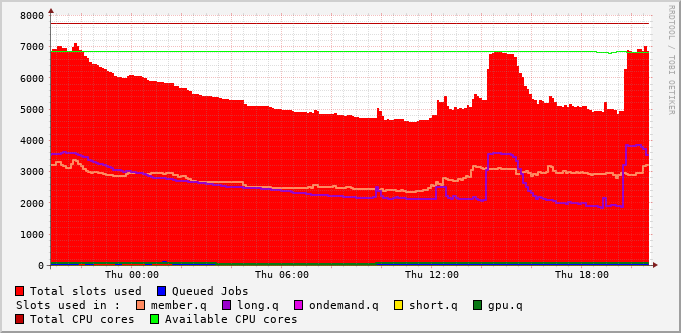 RRDTOOL / TOBI OETIKER
8000
7000
6000
5000
4000
3000
2000
1000
0
Thu 00:00 Thu 06:00 Thu 12:00 Thu 18:00
Total slots used Queued Jobs
Slots used in : member.q long.q ondemand.q short.q gpu.q
Total CPU cores Available CPU cores